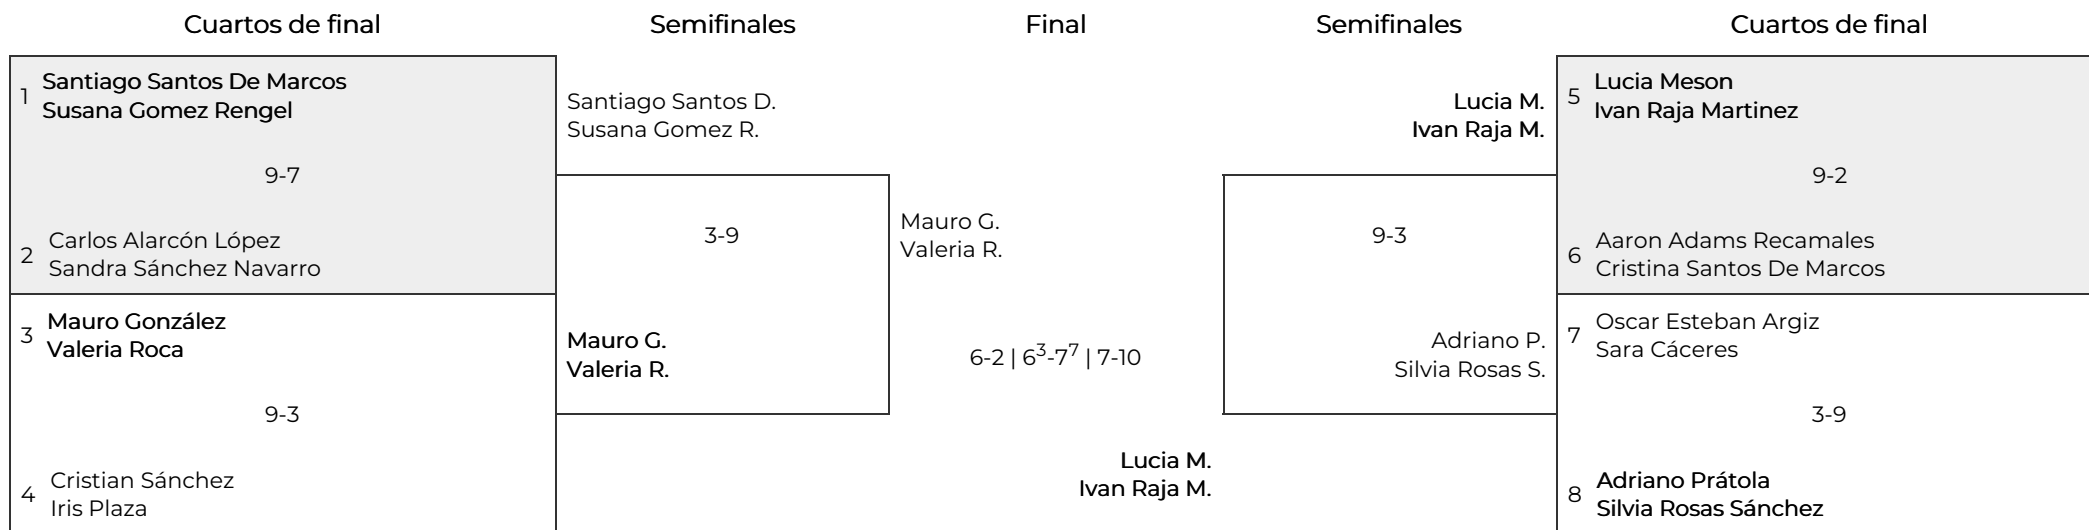 Cuartos de final
Semifinales
Final
Semifinales
Cuartos de final
1
Santiago Santos De Marcos
Susana Gomez Rengel
9-7
2
Carlos Alarcón López
Sandra Sánchez Navarro
3
Mauro González
Valeria Roca
9-3
4
Cristian Sánchez
Iris Plaza
Santiago Santos D.
Susana Gomez R.
3-9
Mauro G.
Valeria R.
Mauro G.
Valeria R.
6-2 | 6³-7⁷ | 7-10
Lucia M.
Ivan Raja M.
Lucia M.
Ivan Raja M.
9-3
Adriano P.
Silvia Rosas S.
5
Lucia Meson
Ivan Raja Martinez
9-2
6
Aaron Adams Recamales
Cristina Santos De Marcos
7
Oscar Esteban Argiz
Sara Cáceres
3-9
8
Adriano Prátola
Silvia Rosas Sánchez